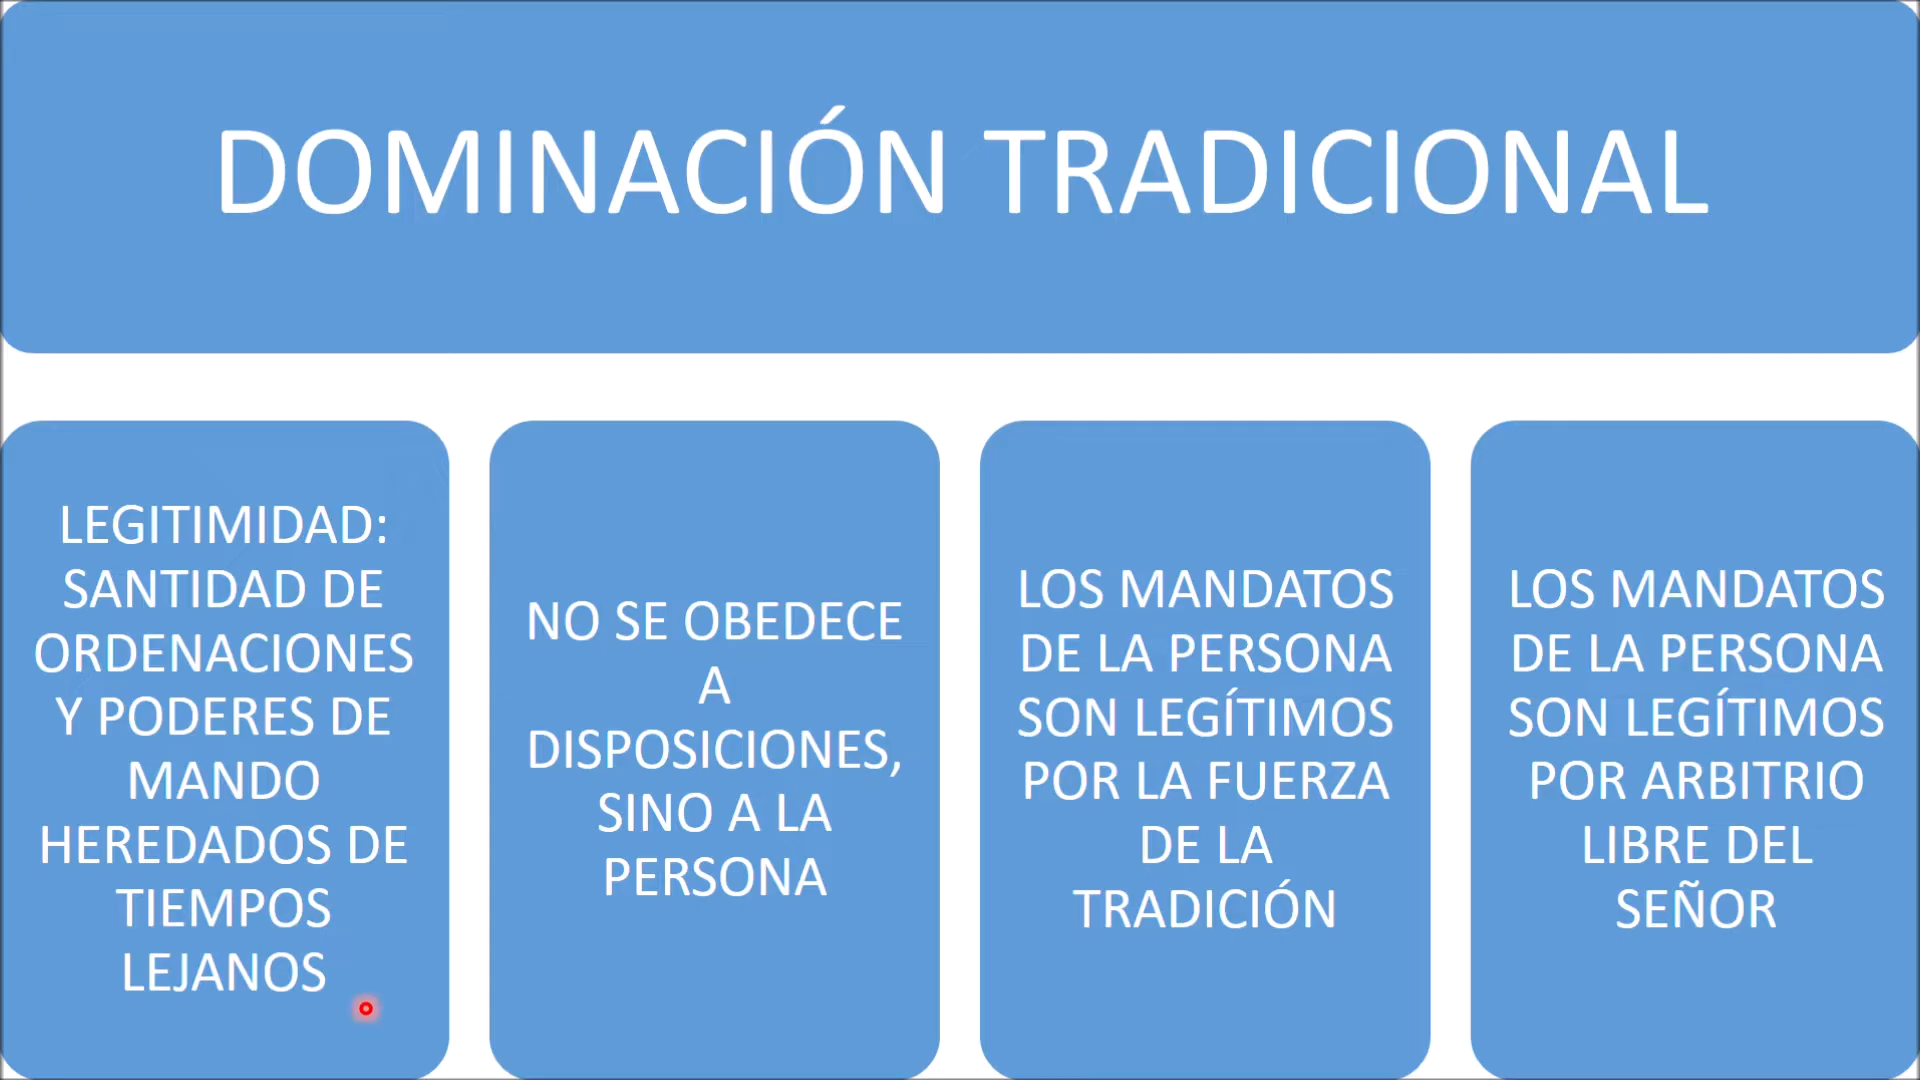 DOMINACIÓN TRADICIONAL
LEGITIMIDAD:
SANTIDAD DE
ORDENACIONES
Y PODERES DE
MANDO
HEREDADOS DE
TIEMPOS
LEJANOS
NO SE OBEDECE
A
DISPOSICIONES,
SINO A LA
PERSONA
LOS MANDATOS
DE LA PERSONA
SON LEGÍTIMOS
POR LA FUERZA
DE LA
TRADICIÓN
LOS MANDATOS
DE LA PERSONA
SON LEGÍTIMOS
POR ARBITRIO
LIBRE DEL
SEÑOR